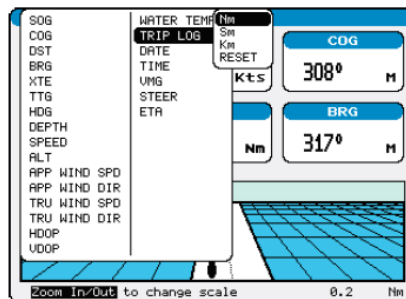 SOG
COG
DST
BRG
XTE
TTG
HDG
DEPTH
SPEED
ALT
APP WIND SPD
APP WIND DIR
TRU WIND SPD
TRU WIND DIR
HDOP
VDOP
WATER TEMP
TRIP LOG
DATE
TIME
VMG
STEER
ETA
Nm
Sm
Km
RESET
Kts
COG
308° M
Nm
BRG
317° M
Zoom In/Out to change scale 0.2 Nm